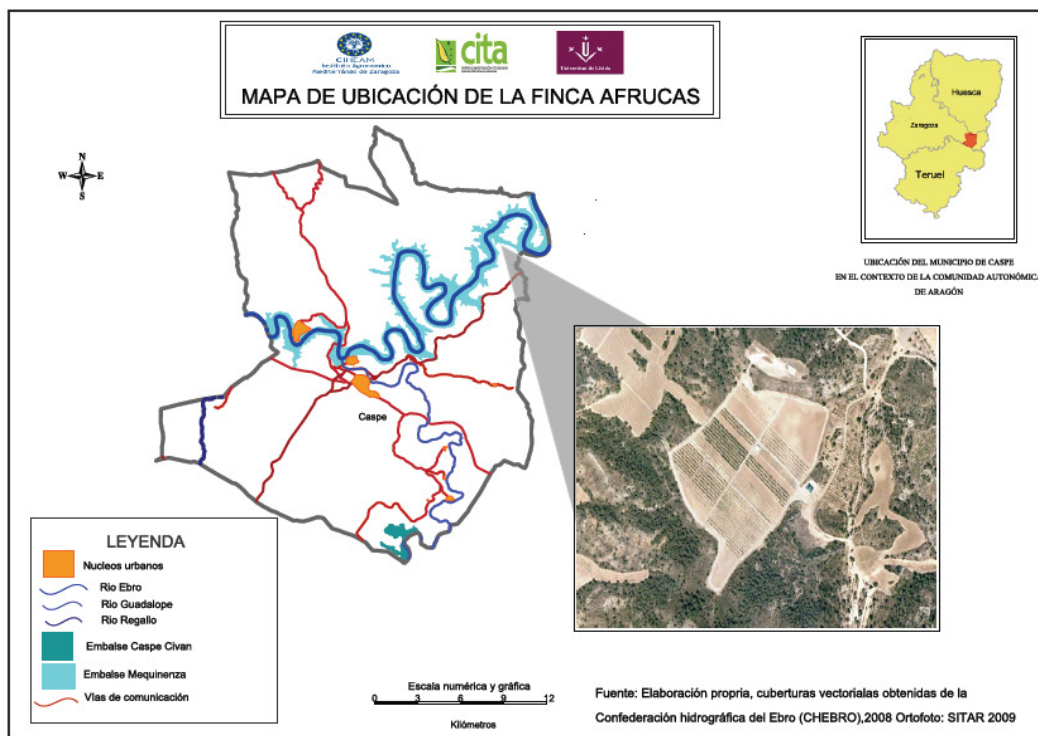 CIHEAM
Instituto Agronómico
Mediterráneo de Zaragoza
cita
Universitat de Lleida
MAPA DE UBICACIÓN DE LA FINCA AFRUCAS
N
W E
S
Huesca
Zaragoza
Teruel
UBICACIÓN DEL MUNICIPIO DE CASPE
EN EL CONTEXTO DE LA COMUNIDAD AUTONÓMICA
DE ARAGÓN
Caspe
LEYENDA
Nucleos urbanos
Rio Ebro
Rio Guadalope
Rio Regallo
Embalse Caspe Civan
Embalse Mequinenza
Vias de comunicación
Escala numérica y gráfica
0 3 6 9 12
Kilómetros
Fuente: Elaboración propria, cuberturas vectorialas obtenidas de la
Confederación hidrográfica del Ebro (CHEBRO),2008 Ortofoto: SITAR 2009